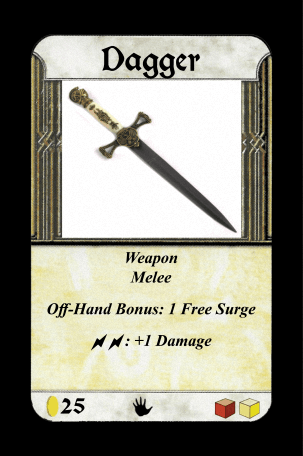 Dagger
Weapon
Melee
Off-Hand Bonus: 1 Free Surge
: +1 Damage
25